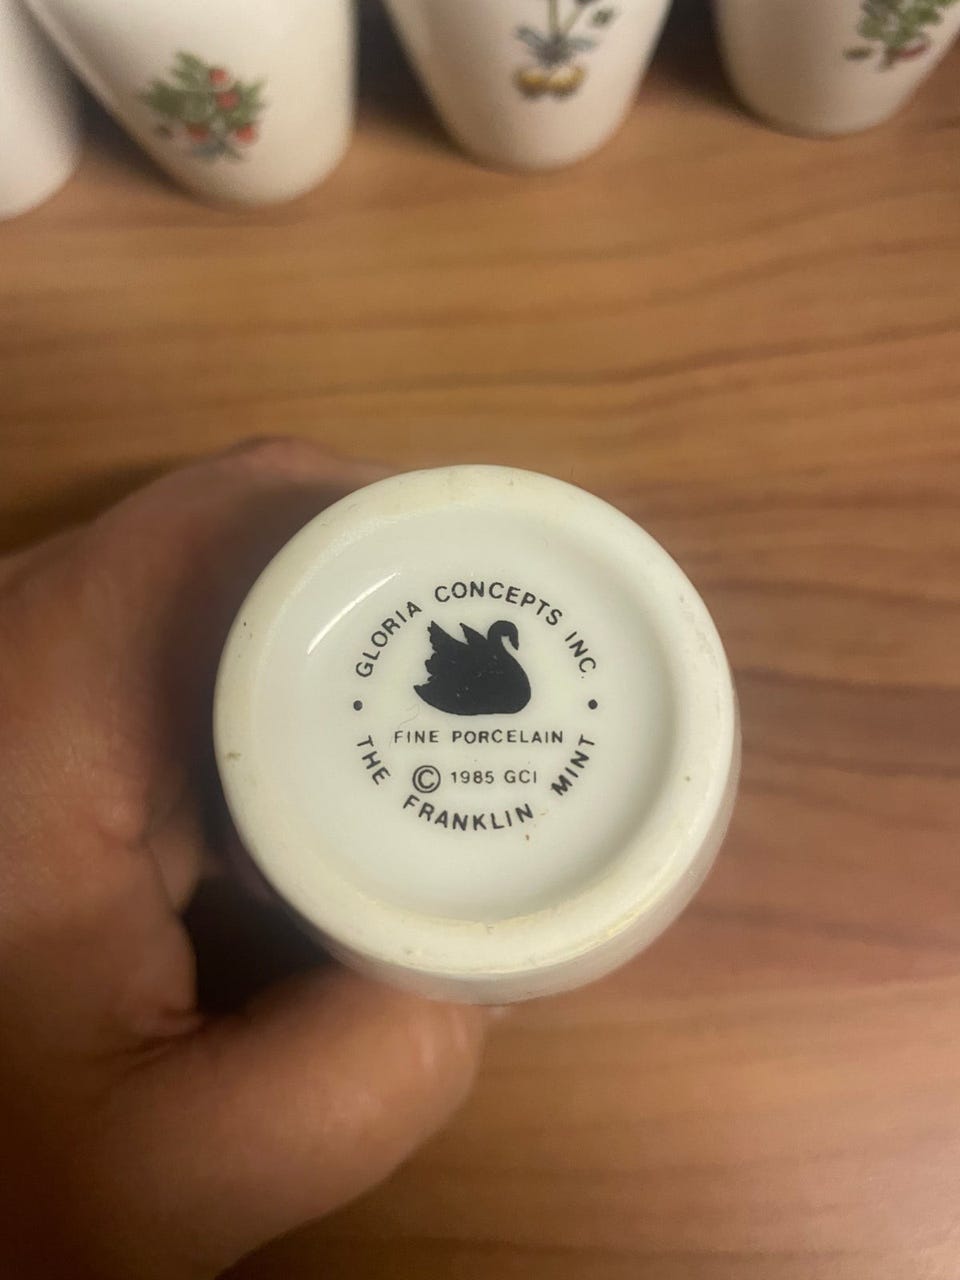 GLORIA CONCEPTS INC.
FINE PORCELAIN
© 1985 GCI
THE FRANKLIN MINT